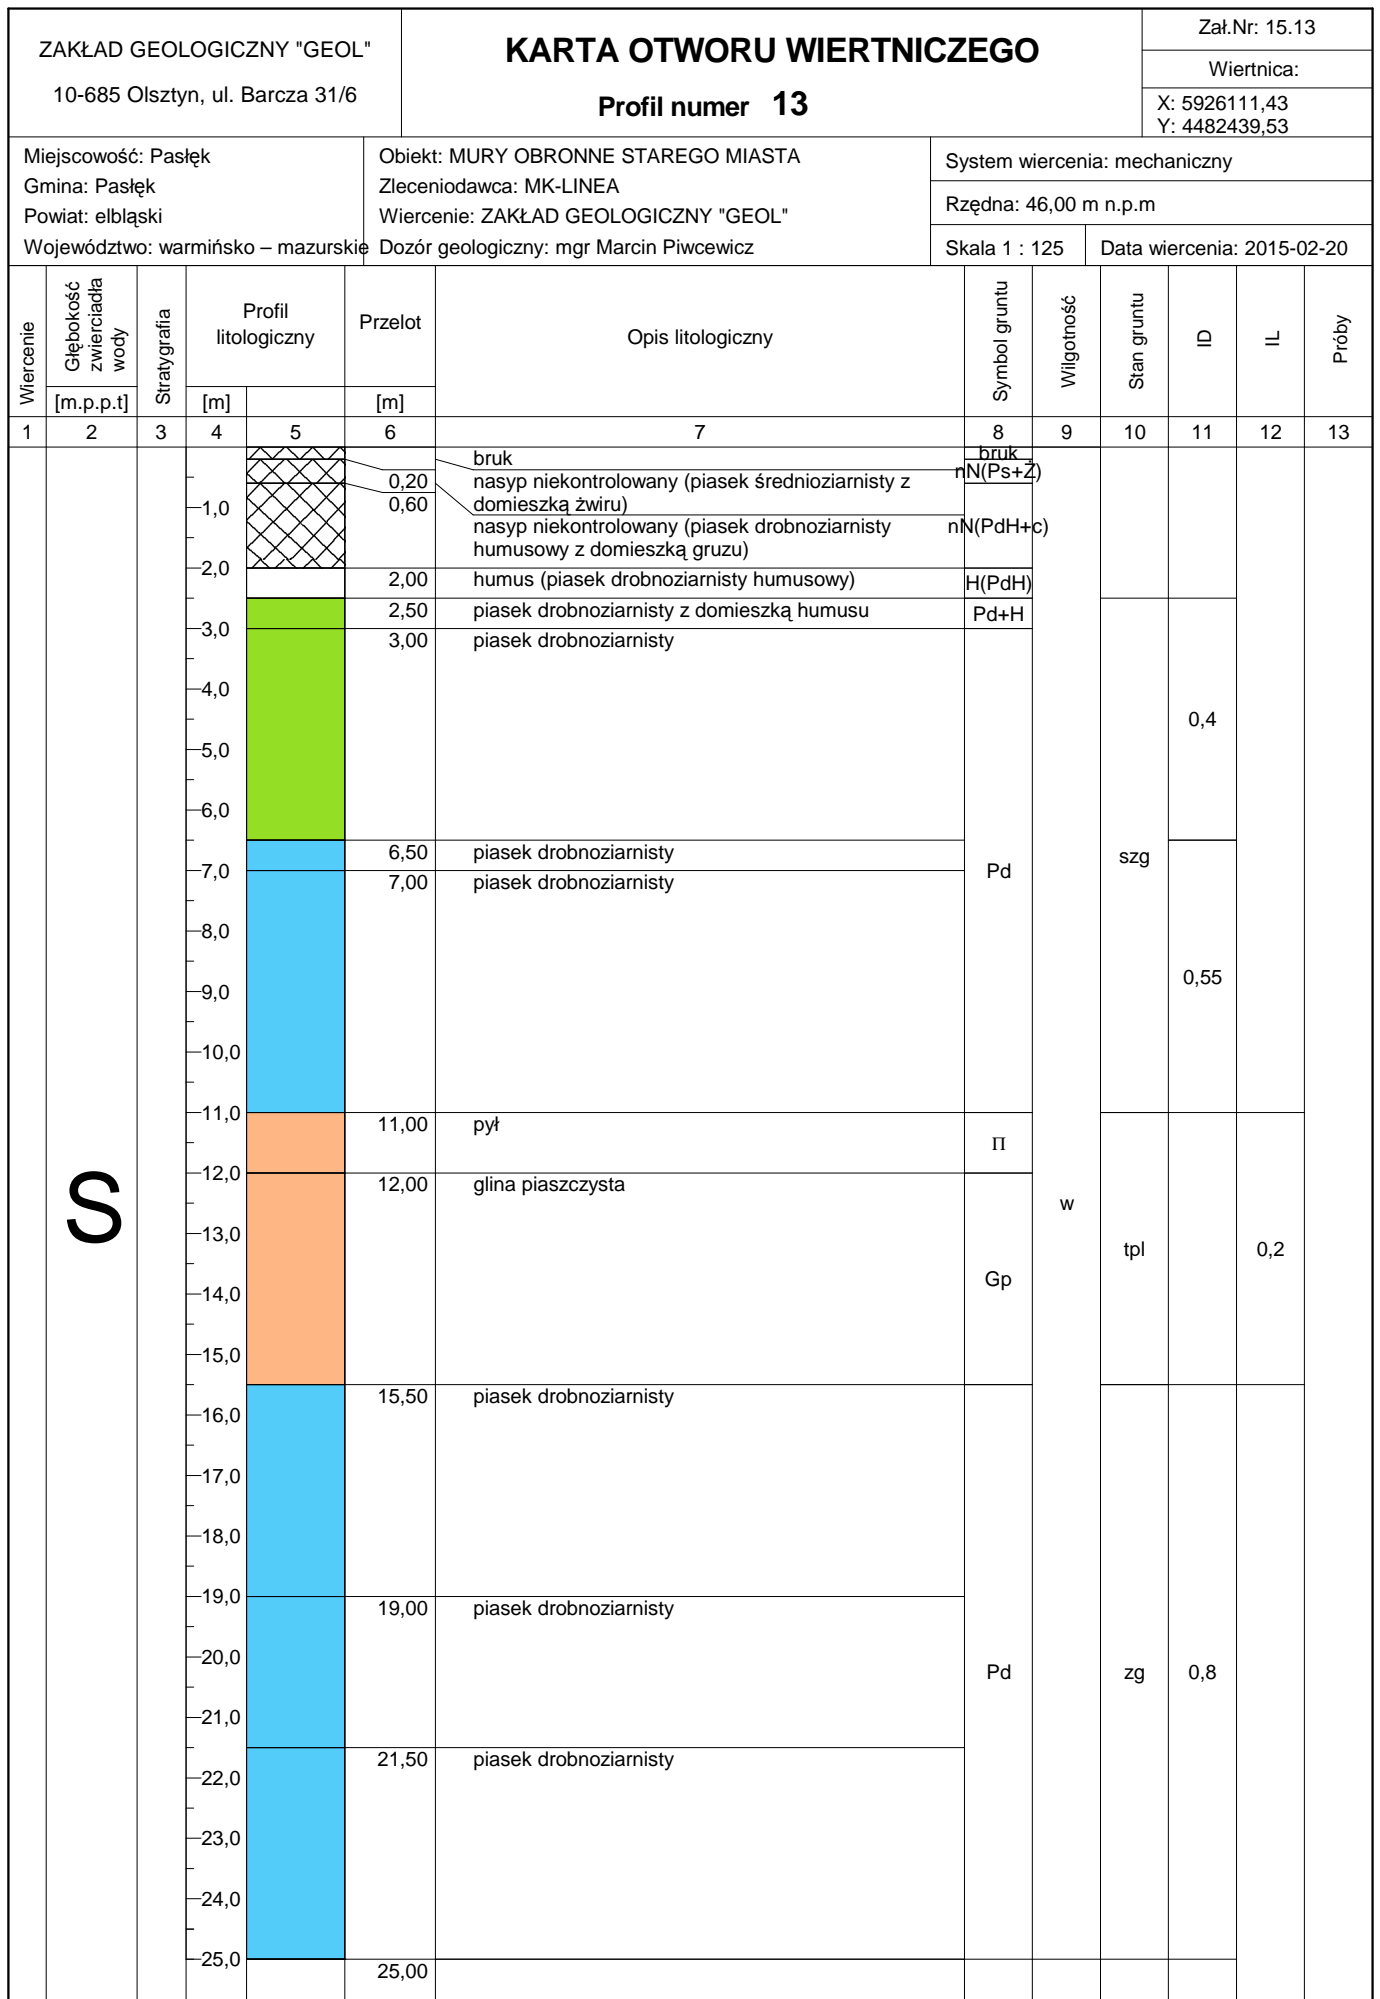 ZAKŁAD GEOLOGICZNY "GEOL"
10-685 Olsztyn, ul. Barcza 31/6
KARTA OTWORU WIERTNICZEGO
Profil numer 13
Zał.Nr: 15.13
Wiertnica:
X: 5926111,43
Y: 4482439,53
Miejscowość: Pasłęk
Gmina: Pasłęk
Powiat: elbląski
Województwo: warmińsko – mazurskie
Obiekt: MURY OBRONNE STAREGO MIASTA
Zleceniodawca: MK-LINEA
Wiercenie: ZAKŁAD GEOLOGICZNY "GEOL"
Dozór geologiczny: mgr Marcin Piwcewicz
System wiercenia: mechaniczny
Rzędna: 46,00 m n.p.m
Skala 1 : 125
Data wiercenia: 2015-02-20
Wiercenie
Głębokość
zwierciadła
wody
[m.p.p.t]
Stratygrafia
Profil
litologiczny
[m]
Przelot
[m]
Opis litologiczny
Symbol gruntu
Wilgotność
Stan gruntu
ID
IL
Próby
1 2 3 4 5 6 7 8 9 10 11 12 13
bruk bruk
0,20 nasyp niekontrolowany (piasek średnioziarnisty z nN(Ps+Ż)
1,0 0,60 domieszką żwiru)
nasyp niekontrolowany (piasek drobnoziarnisty nN(PdH+c)
humusowy z domieszką gruzu)
2,0 2,00 humus (piasek drobnoziarnisty humusowy) H(PdH)
2,50 piasek drobnoziarnisty z domieszką humusu Pd+H
3,0 3,00 piasek drobnoziarnisty
4,0
0,4
5,0
6,0
6,50 piasek drobnoziarnisty szg
7,0 Pd
7,00 piasek drobnoziarnisty
8,0
9,0 0,55
10,0
11,0 11,00 pył
Π
12,0 12,00 glina piaszczysta
S w
13,0 tpl 0,2
14,0 Gp
15,0
15,50 piasek drobnoziarnisty
16,0
17,0
18,0
19,0 19,00 piasek drobnoziarnisty
20,0 Pd zg 0,8
21,0
21,50 piasek drobnoziarnisty
22,0
23,0
24,0
25,0 25,00